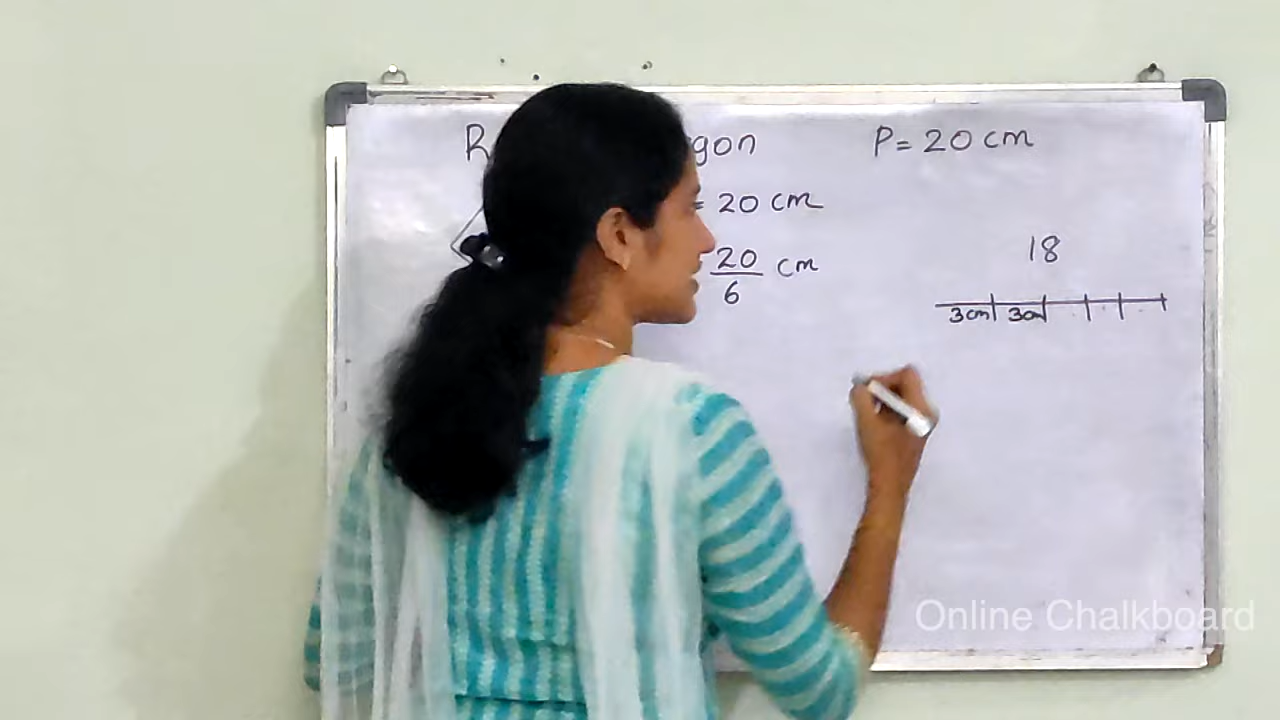 gon P = 20 cm
= 20 cm
20/6 cm
18
3cm 3cm
Online Chalkboard